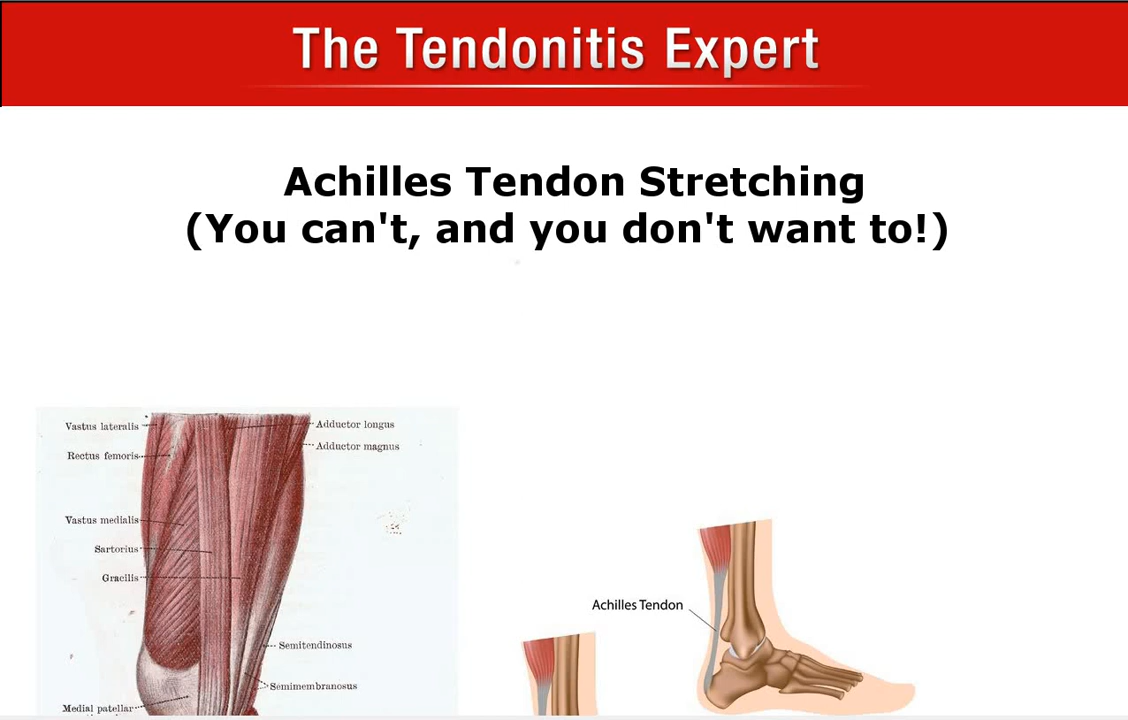 The Tendonitis Expert
Achilles Tendon Stretching
(You can't, and you don't want to!)
Vastus lateralis
Adductor longus
Adductor magnus
Rectus femoris
Vastus medialis
Sartorius
Gracilis
Achilles Tendon
Semitendinosus
Semimembranosus
Medial patellar